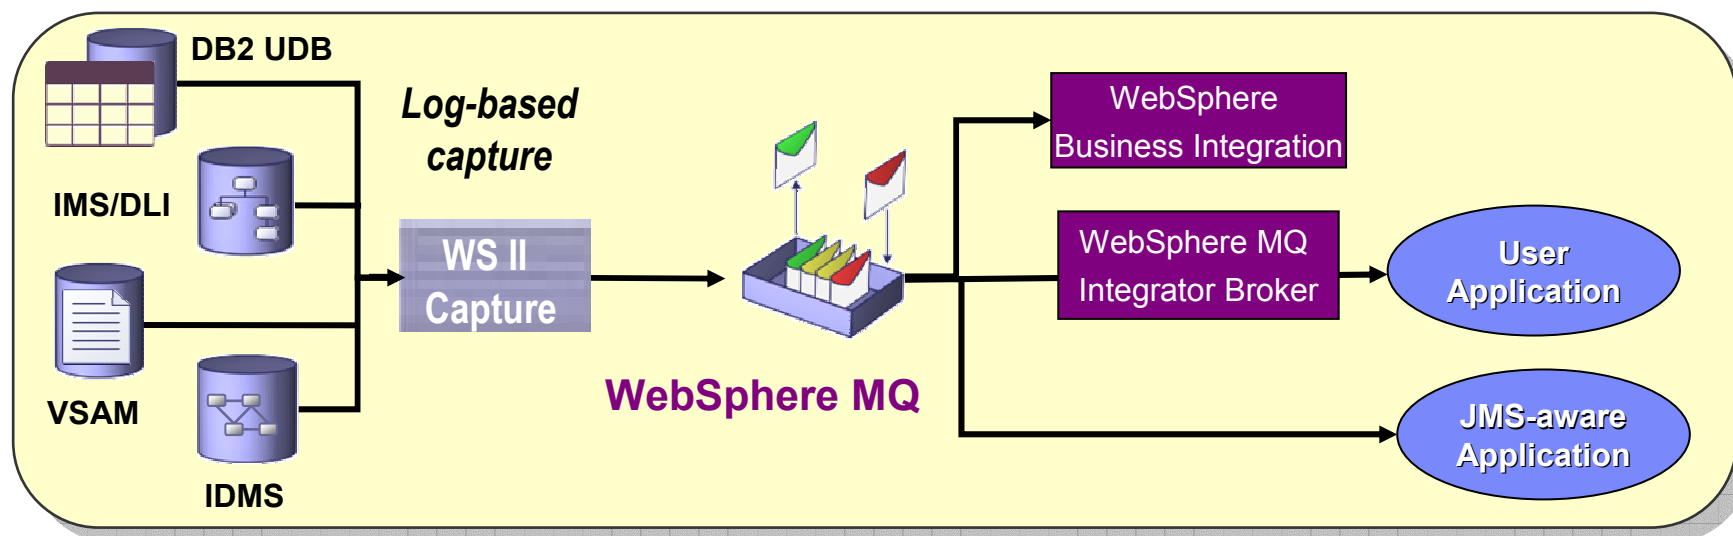 DB2 UDB
IMS/DLI
VSAM
IDMS
Log-based
capture
WS II
Capture
WebSphere MQ
WebSphere
Business Integration
WebSphere MQ
Integrator Broker
User
Application
JMS-aware
Application